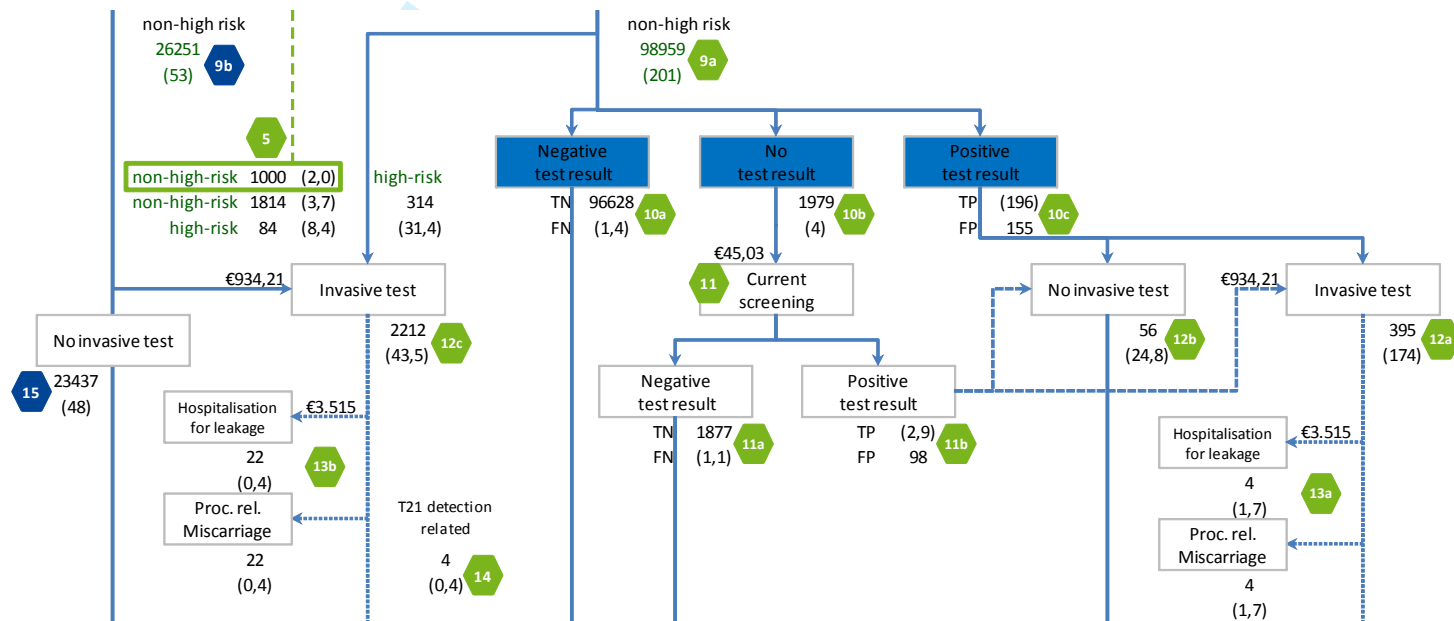 non-high risk
26251
(53)
9b
non-high risk
98959
(201)
9a
5
non-high-risk 1000 (2,0)
non-high-risk 1814 (3,7)
high-risk 84 (8,4)
high-risk
314
(31,4)
Negative
test result
TN 96628
FN (1,4)
10a
No
test result
1979
(4)
10b
Positive
test result
TP (196)
FP 155
10c
€934,21
Invasive test
2212
(43,5)
12c
€45,03
11
Current
screening
No invasive test
56
(24,8)
12b
€934,21
Invasive test
395
(174)
12a
No invasive test
15
23437
(48)
Negative
test result
TN 1877
FN (1,1)
11a
Positive
test result
TP (2,9)
FP 98
11b
Hospitalisation
for leakage
€3.515
22
(0,4)
13b
Proc. rel.
Miscarriage
22
(0,4)
T21 detection
related
4
(0,4)
14
Hospitalisation
for leakage
€3.515
4
(1,7)
13a
Proc. rel.
Miscarriage
4
(1,7)